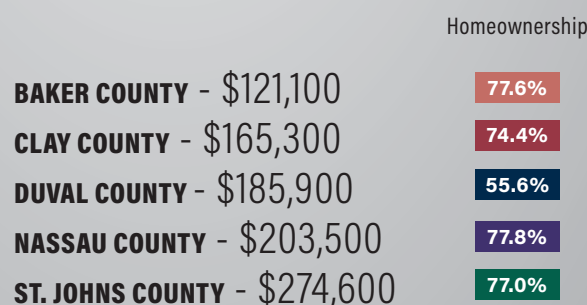 Homeownership
BAKER COUNTY - $121,100 77.6%
CLAY COUNTY - $165,300 74.4%
DUVAL COUNTY - $185,900 55.6%
NASSAU COUNTY - $203,500 77.8%
ST. JOHNS COUNTY - $274,600 77.0%